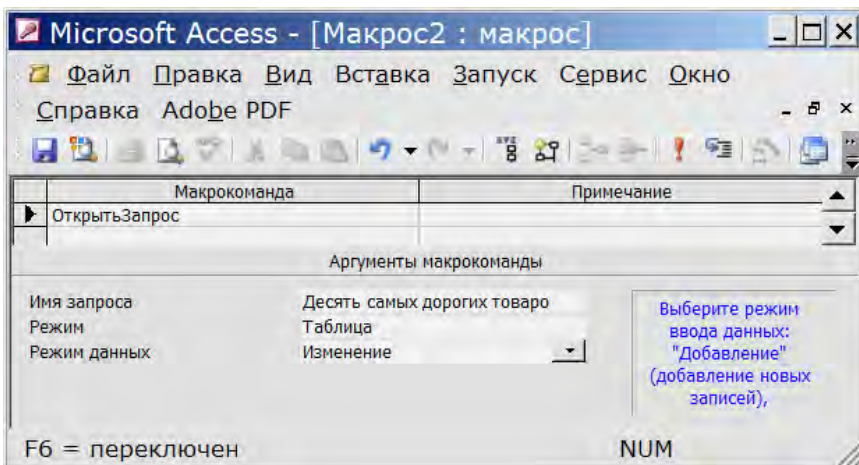 Microsoft Access - [Макрос2 : макрос]
Файл Правка Вид Вставка Запуск Сервис Окно
Справка Adobe PDF
Макрокоманда Примечание
ОткрытьЗапрос
Аргументы макрокоманды
Имя запроса Десять самых дорогих товаро
Режим Таблица
Режим данных Изменение
Выберите режим
ввода данных:
"Добавление"
(добавление новых
записей),
F6 = переключен NUM